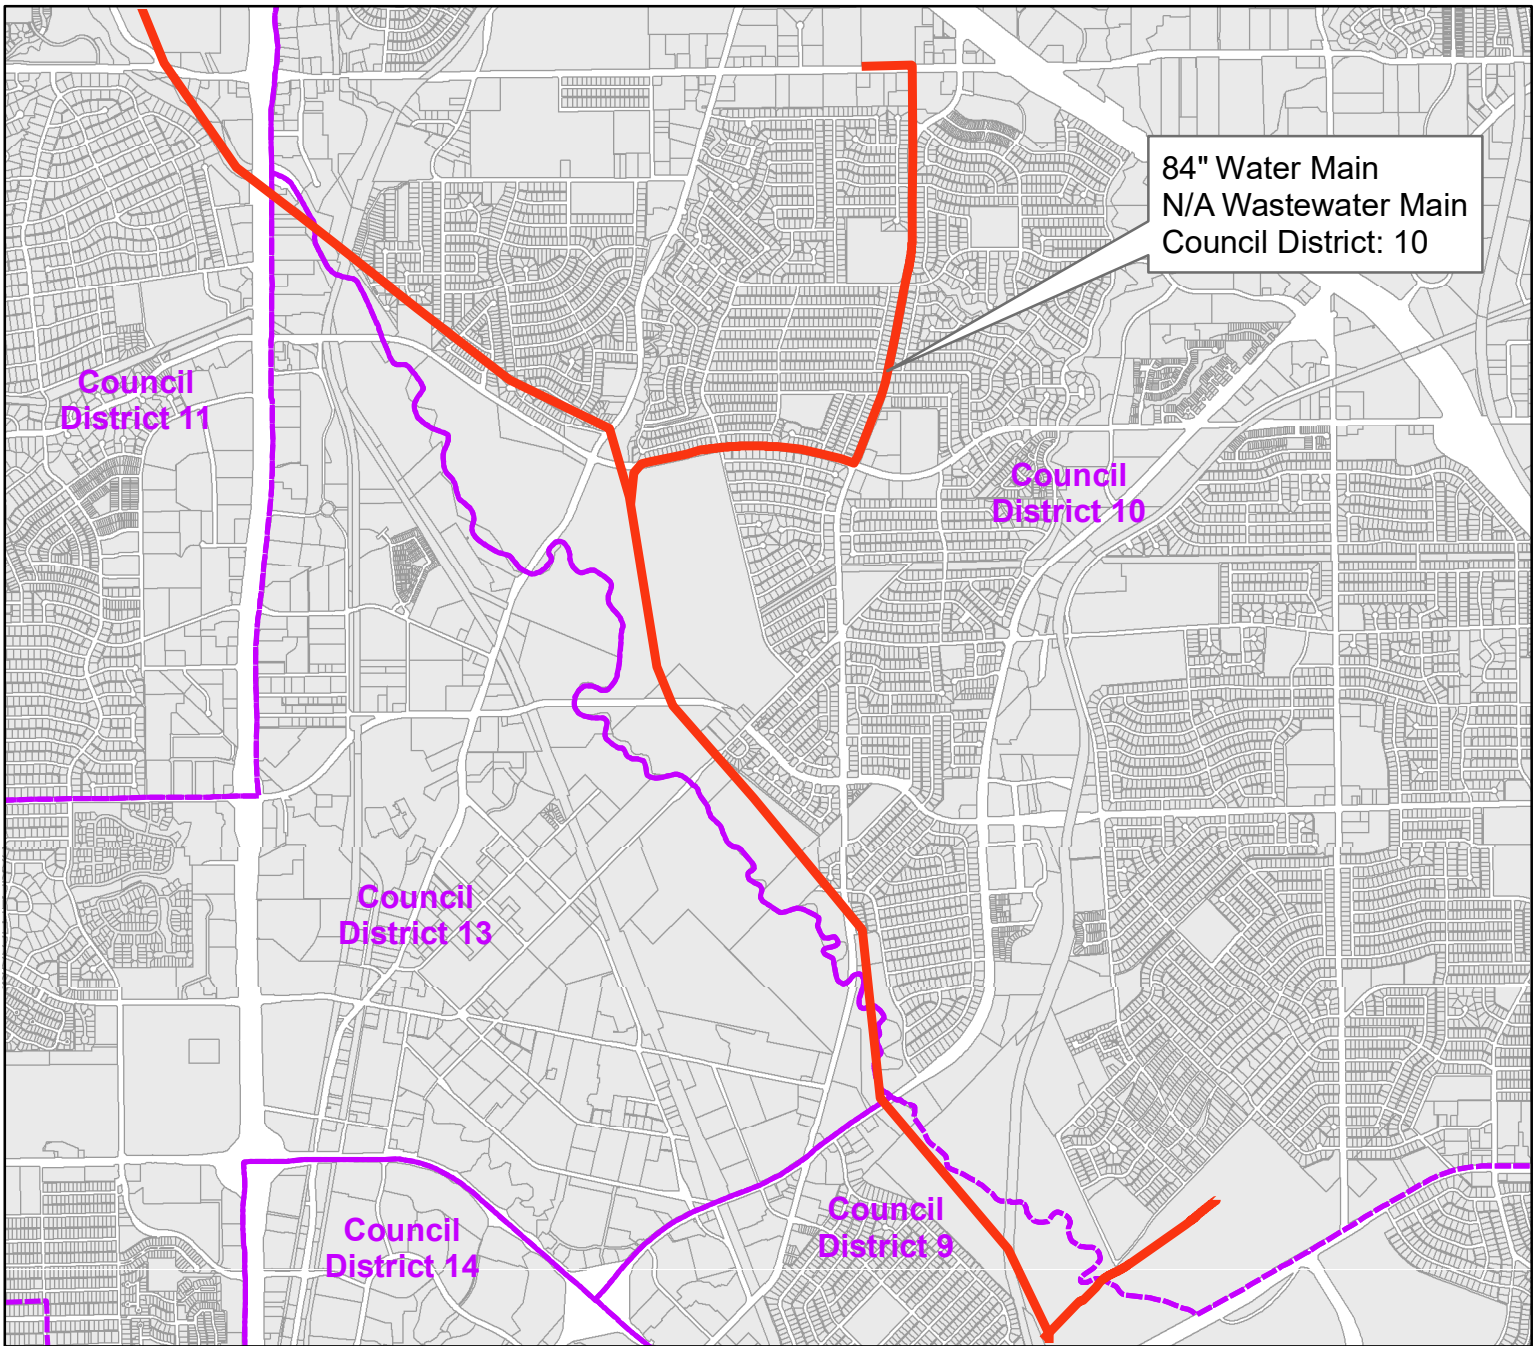 84" Water Main
N/A Wastewater Main
Council District: 10
Council
District 11
Council
District 10
Council
District 13
Council
District 9
Council
District 14